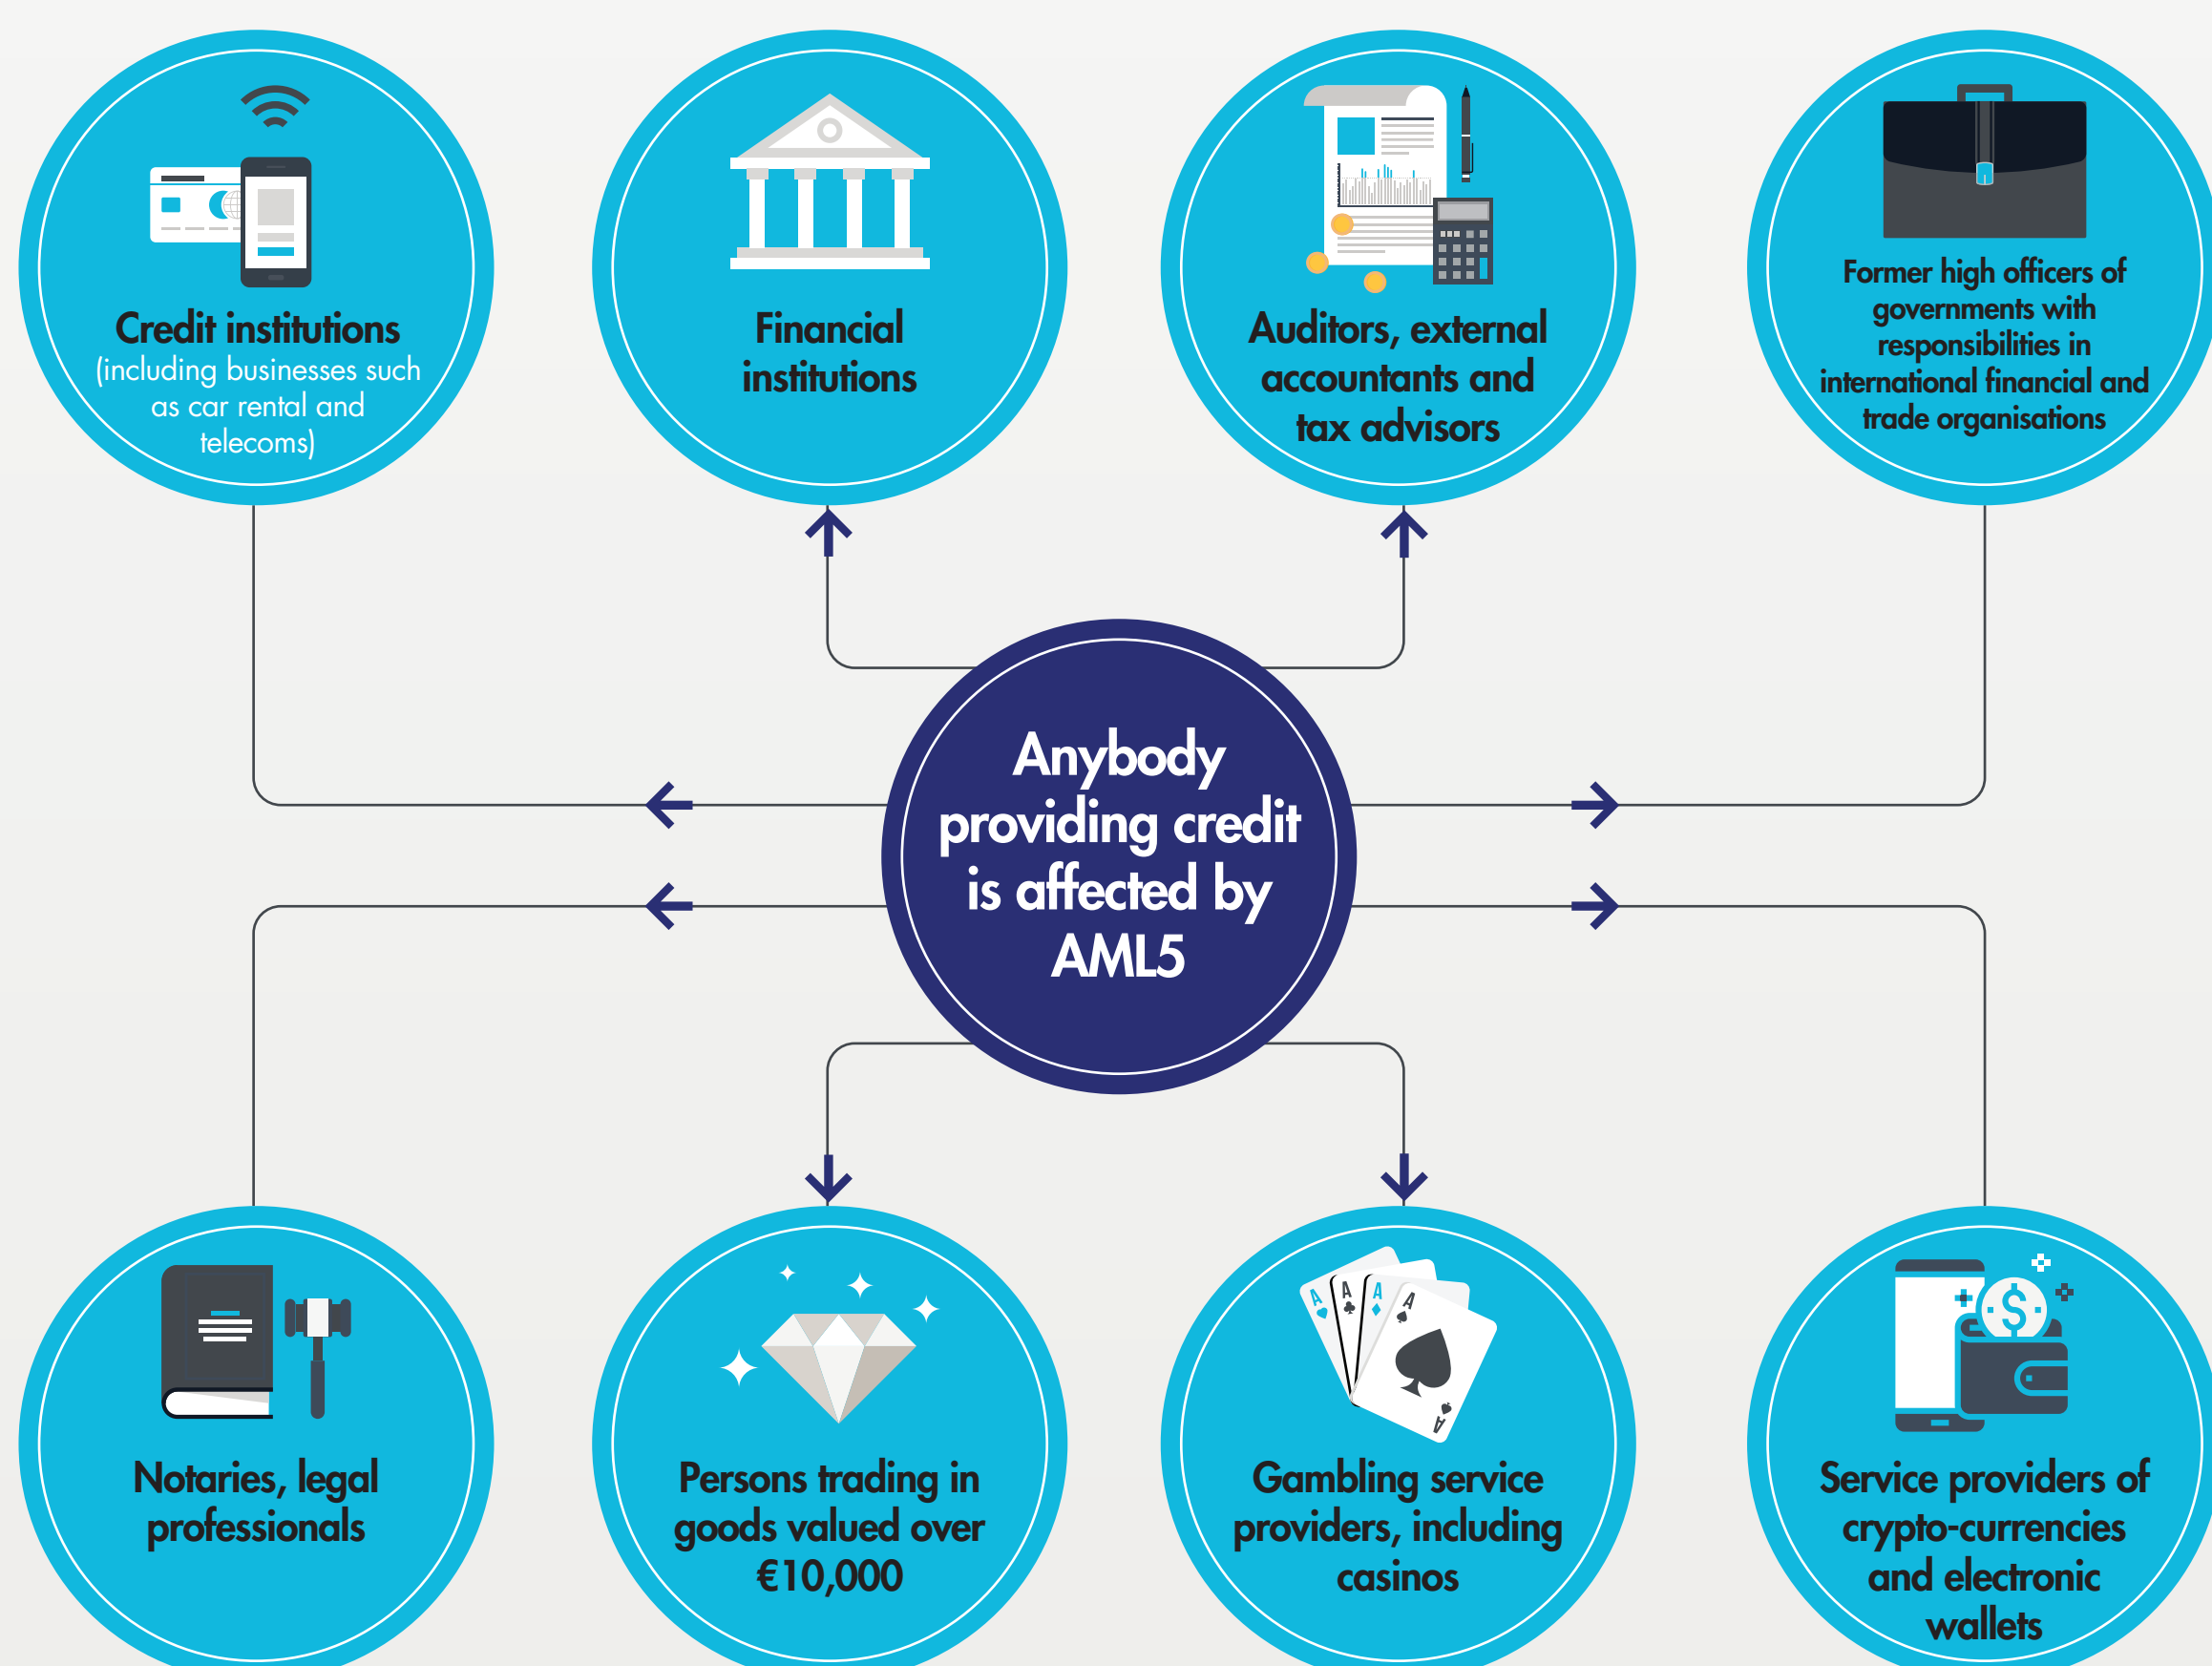 Credit institutions
(including businesses such
as car rental and
telecoms)
Financial
institutions
Auditors, external
accountants and
tax advisors
Former high officers of
governments with
responsibilities in
international financial and
trade organisations
Anybody
providing credit
is affected by
AML5
Notaries, legal
professionals
Persons trading in
goods valued over
€10,000
A
A
A
A
A
Gambling service
providers, including
casinos
$
Service providers of
crypto-currencies
and electronic
wallets